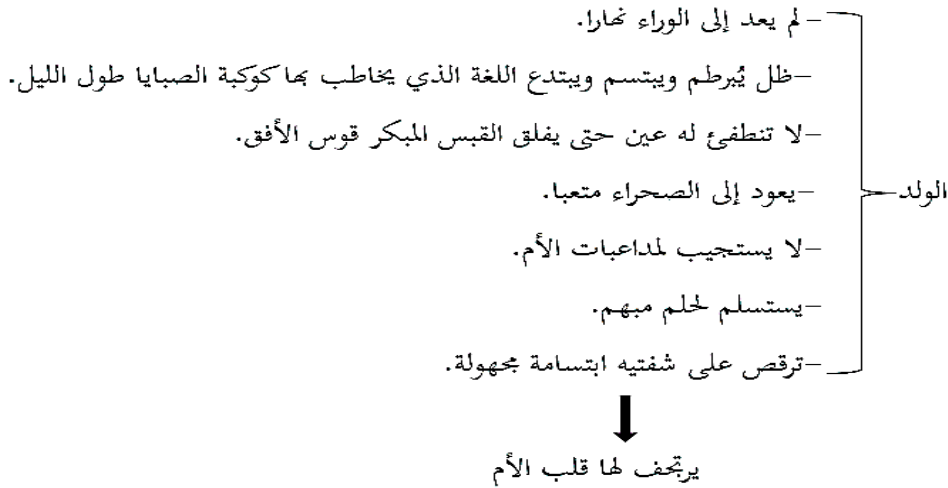 – لم يعد إلى الوراء نهارا.
–ظل يُبرطم ويبتسم ويبتدع اللغة الذي يخاطب بها كوكبة الصبايا طول الليل.
–لا تنطفئ له عين حتى يفلق القبس المبكر قوس الأفق.
الولد
–يعود إلى الصحراء متعبا.
–لا يستجيب لمداعبات الأم.
–يستسلم لحلم مبهم.
–ترقص على شفتيه ابتسامة مجهولة.
يرتجف لها قلب الأم